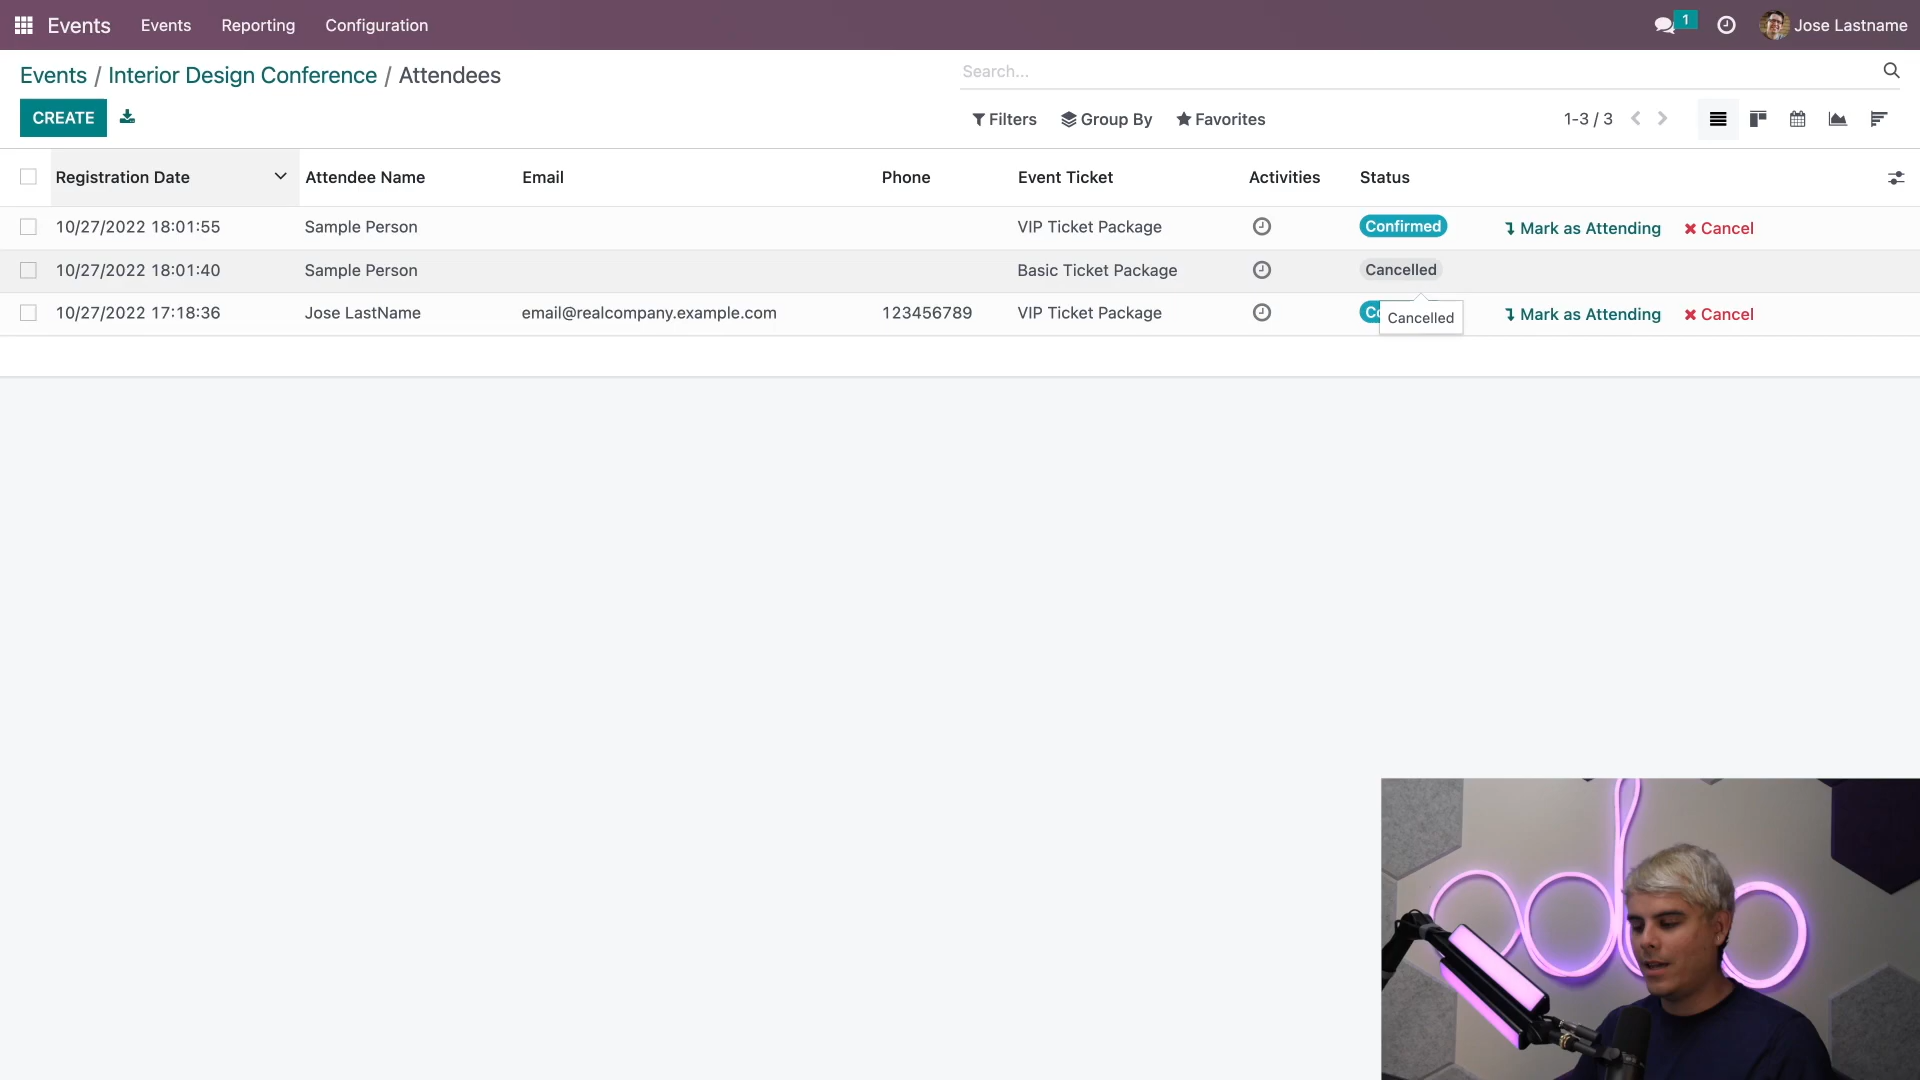 Events Events Reporting Configuration 1 Jose Lastname
Events / Interior Design Conference / Attendees Search...
CREATE Filters Group By Favorites 1-3 / 3
Registration Date Attendee Name Email Phone Event Ticket Activities Status
10/27/2022 18:01:55 Sample Person VIP Ticket Package Confirmed Mark as Attending Cancel
10/27/2022 18:01:40 Sample Person Basic Ticket Package Cancelled
10/27/2022 17:18:36 Jose LastName email@realcompany.example.com 123456789 VIP Ticket Package Mark as Attending Cancel
Cancelled
odoo